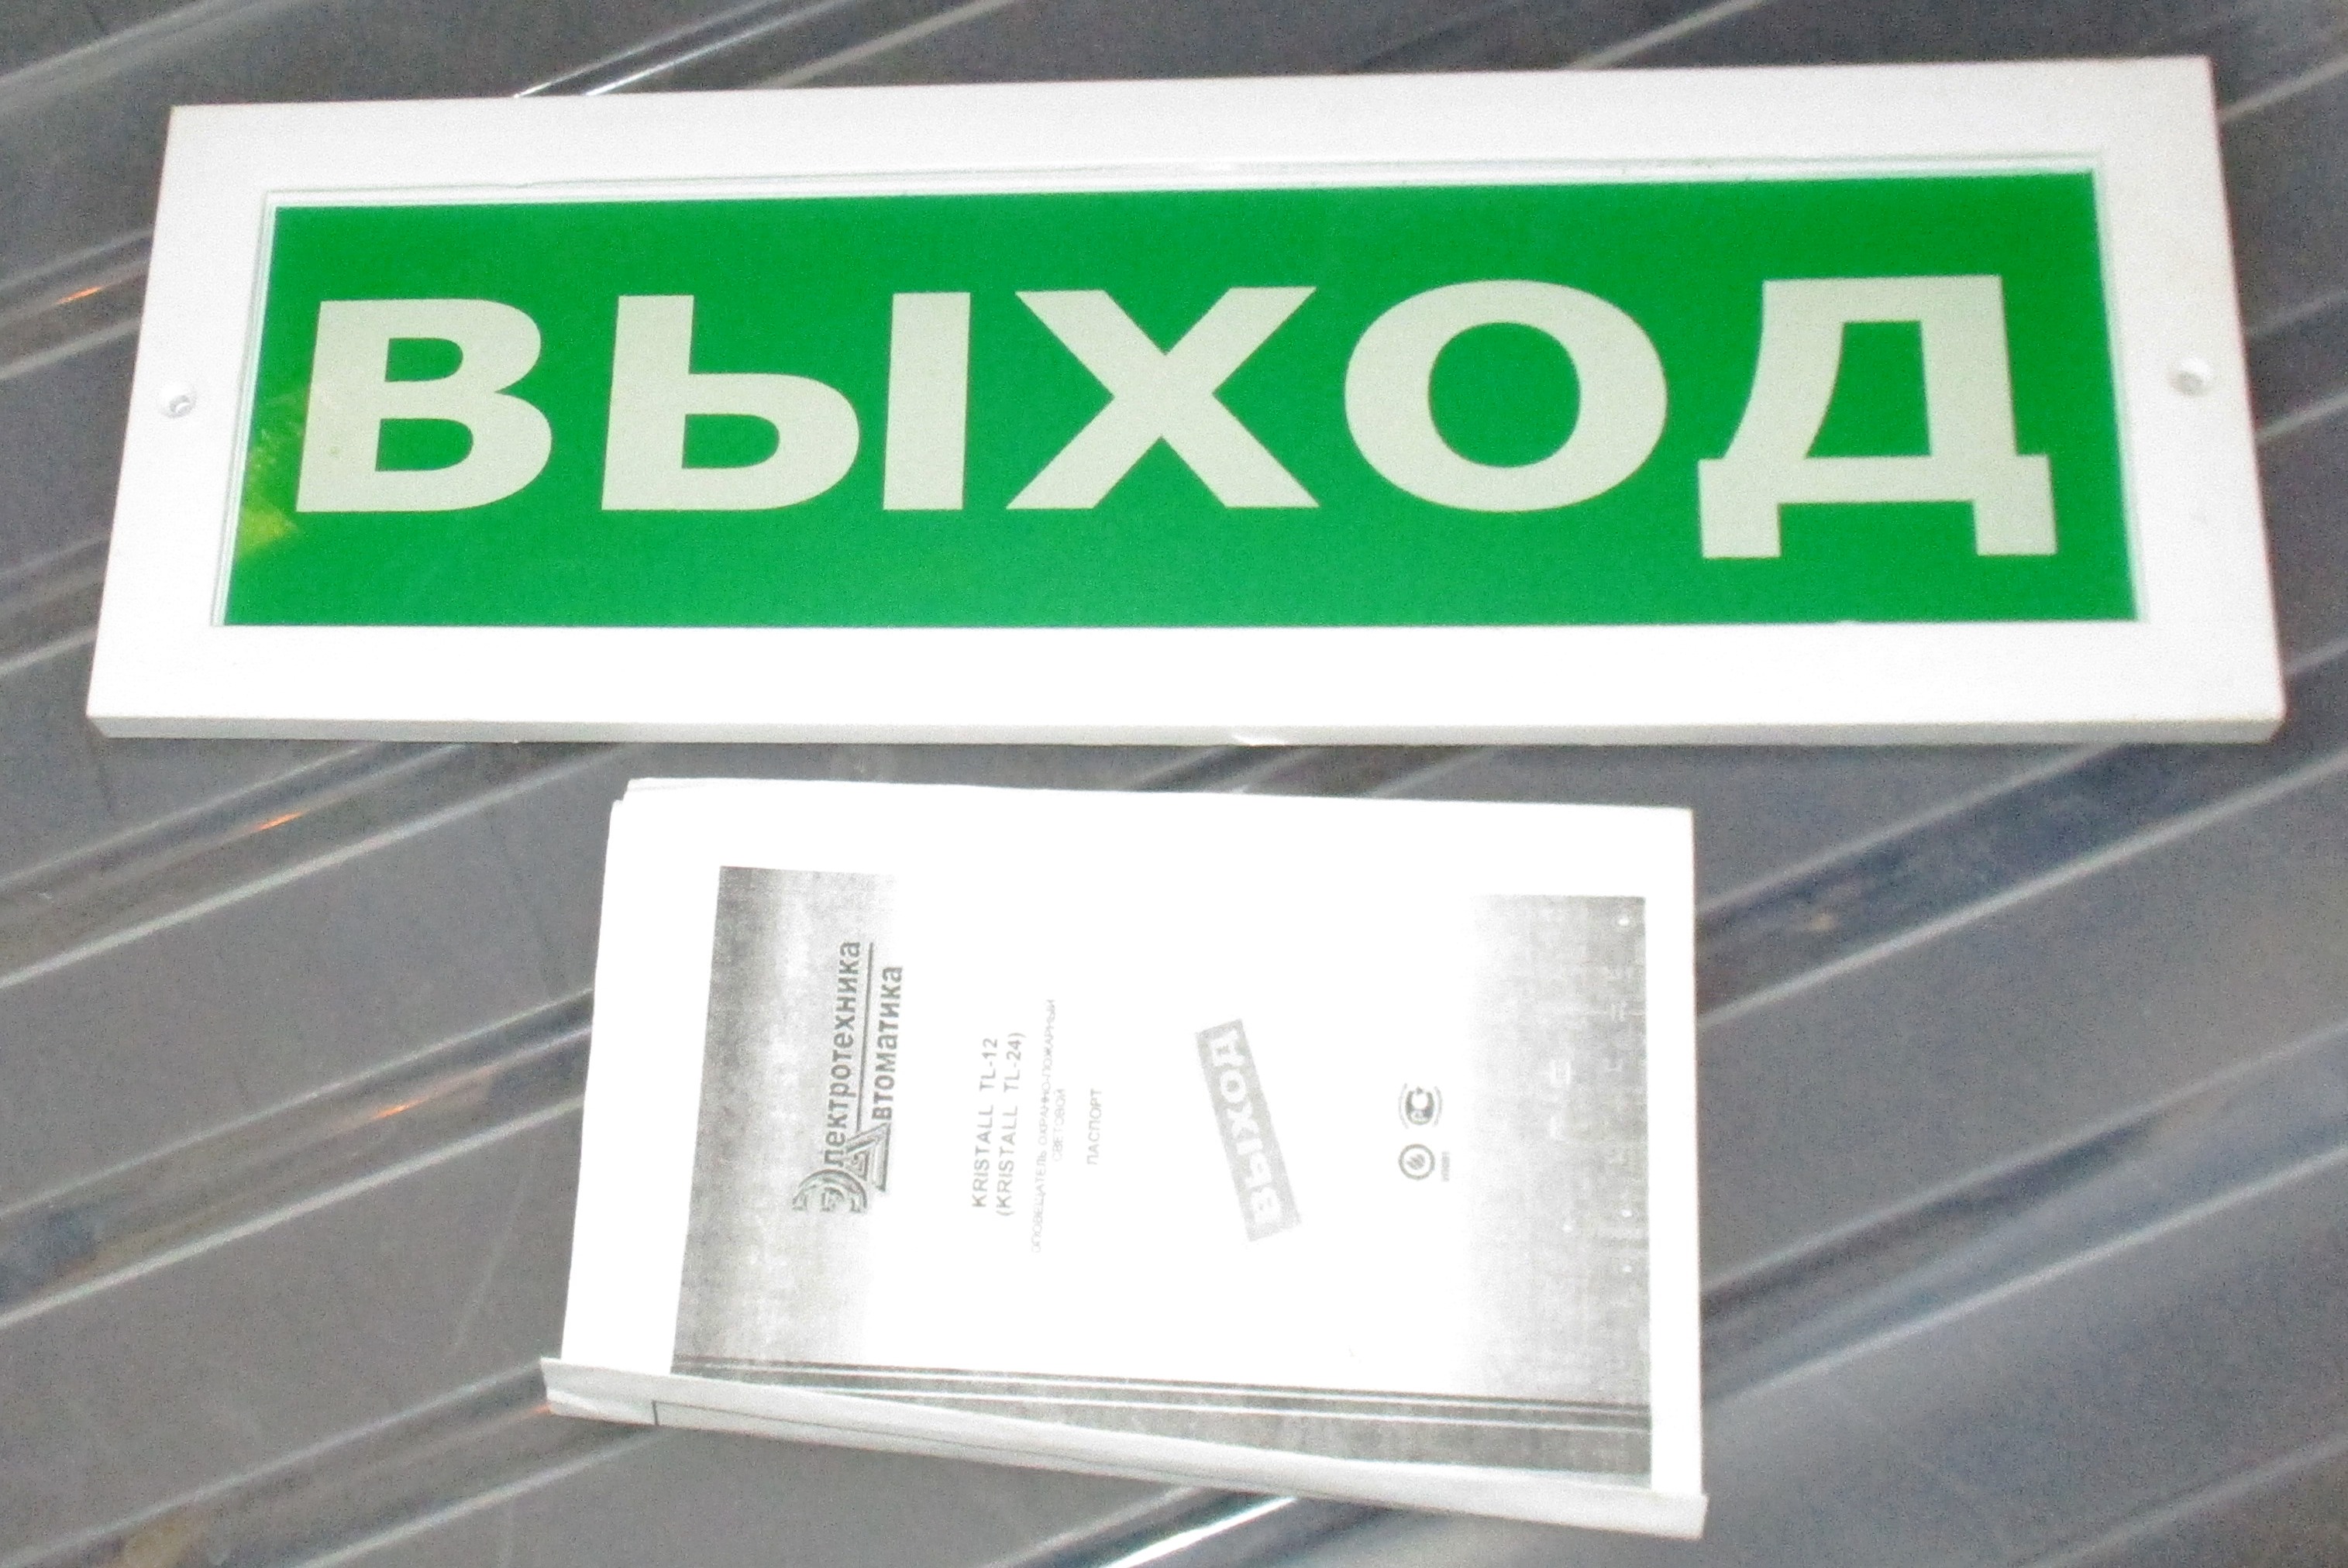 ВЫХОД
Электротехника
Автоматика
KRISTALL TL-12
(KRISTALL TL-24)
ОПОВЕЩАТЕЛЬ ОХРАННО-ПОЖАРНЫЙ
СВЕТОВОЙ
ПАСПОРТ
ВЫХОД